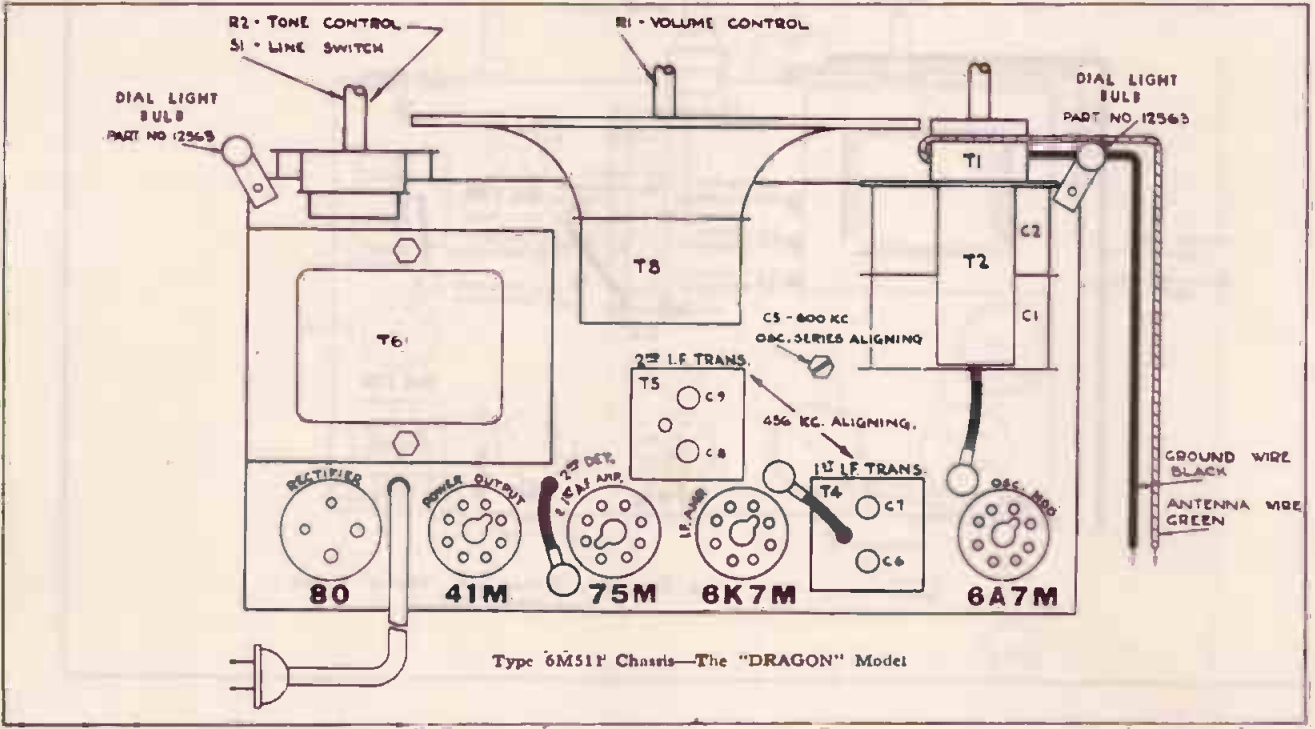 R2 - TONE CONTROL
S1 - LINE SWITCH
R1 - VOLUME CONTROL
DIAL LIGHT
BULB
PART NO 12563
DIAL LIGHT
BULB
PART NO. 12563
T1
C2
T2
C1
T8
T6
C5 - 600 KC
OSC. SERIES ALIGNING
2ND I.F. TRANS.
T5
C9
C8
456 KC. ALIGNING.
1ST I.F. TRANS.
T4
C7
C6
GROUND WIRE
BLACK
ANTENNA WIRE
GREEN
RECTIFIER
POWER OUTPUT
2ND DET.
& 1ST A.F. AMP.
I.F. AMP.
OSC. MOD
80
41M
75M
6K7M
6A7M
Type 6M51P Chassis—The "DRAGON" Model